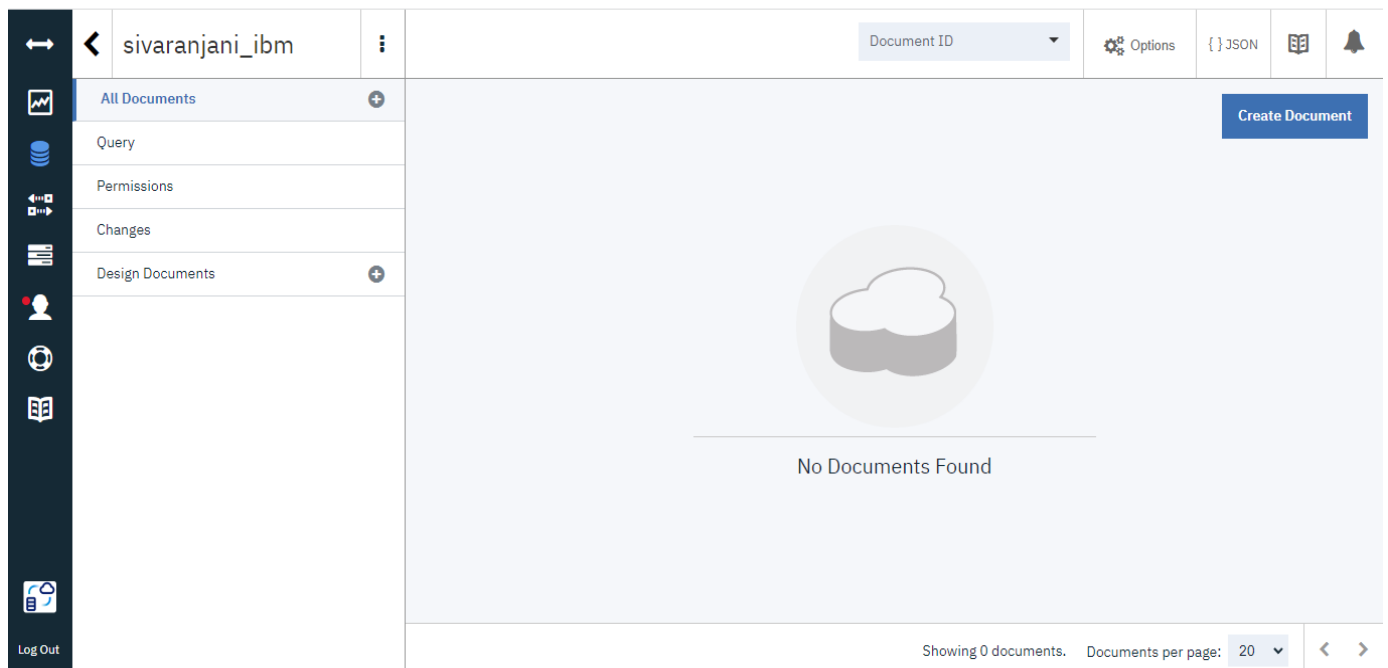 sivaranjani_ibm
Document ID
Options
{ } JSON
All Documents
Create Document
Query
Permissions
Changes
Design Documents
No Documents Found
Log Out
Showing 0 documents. Documents per page: 20